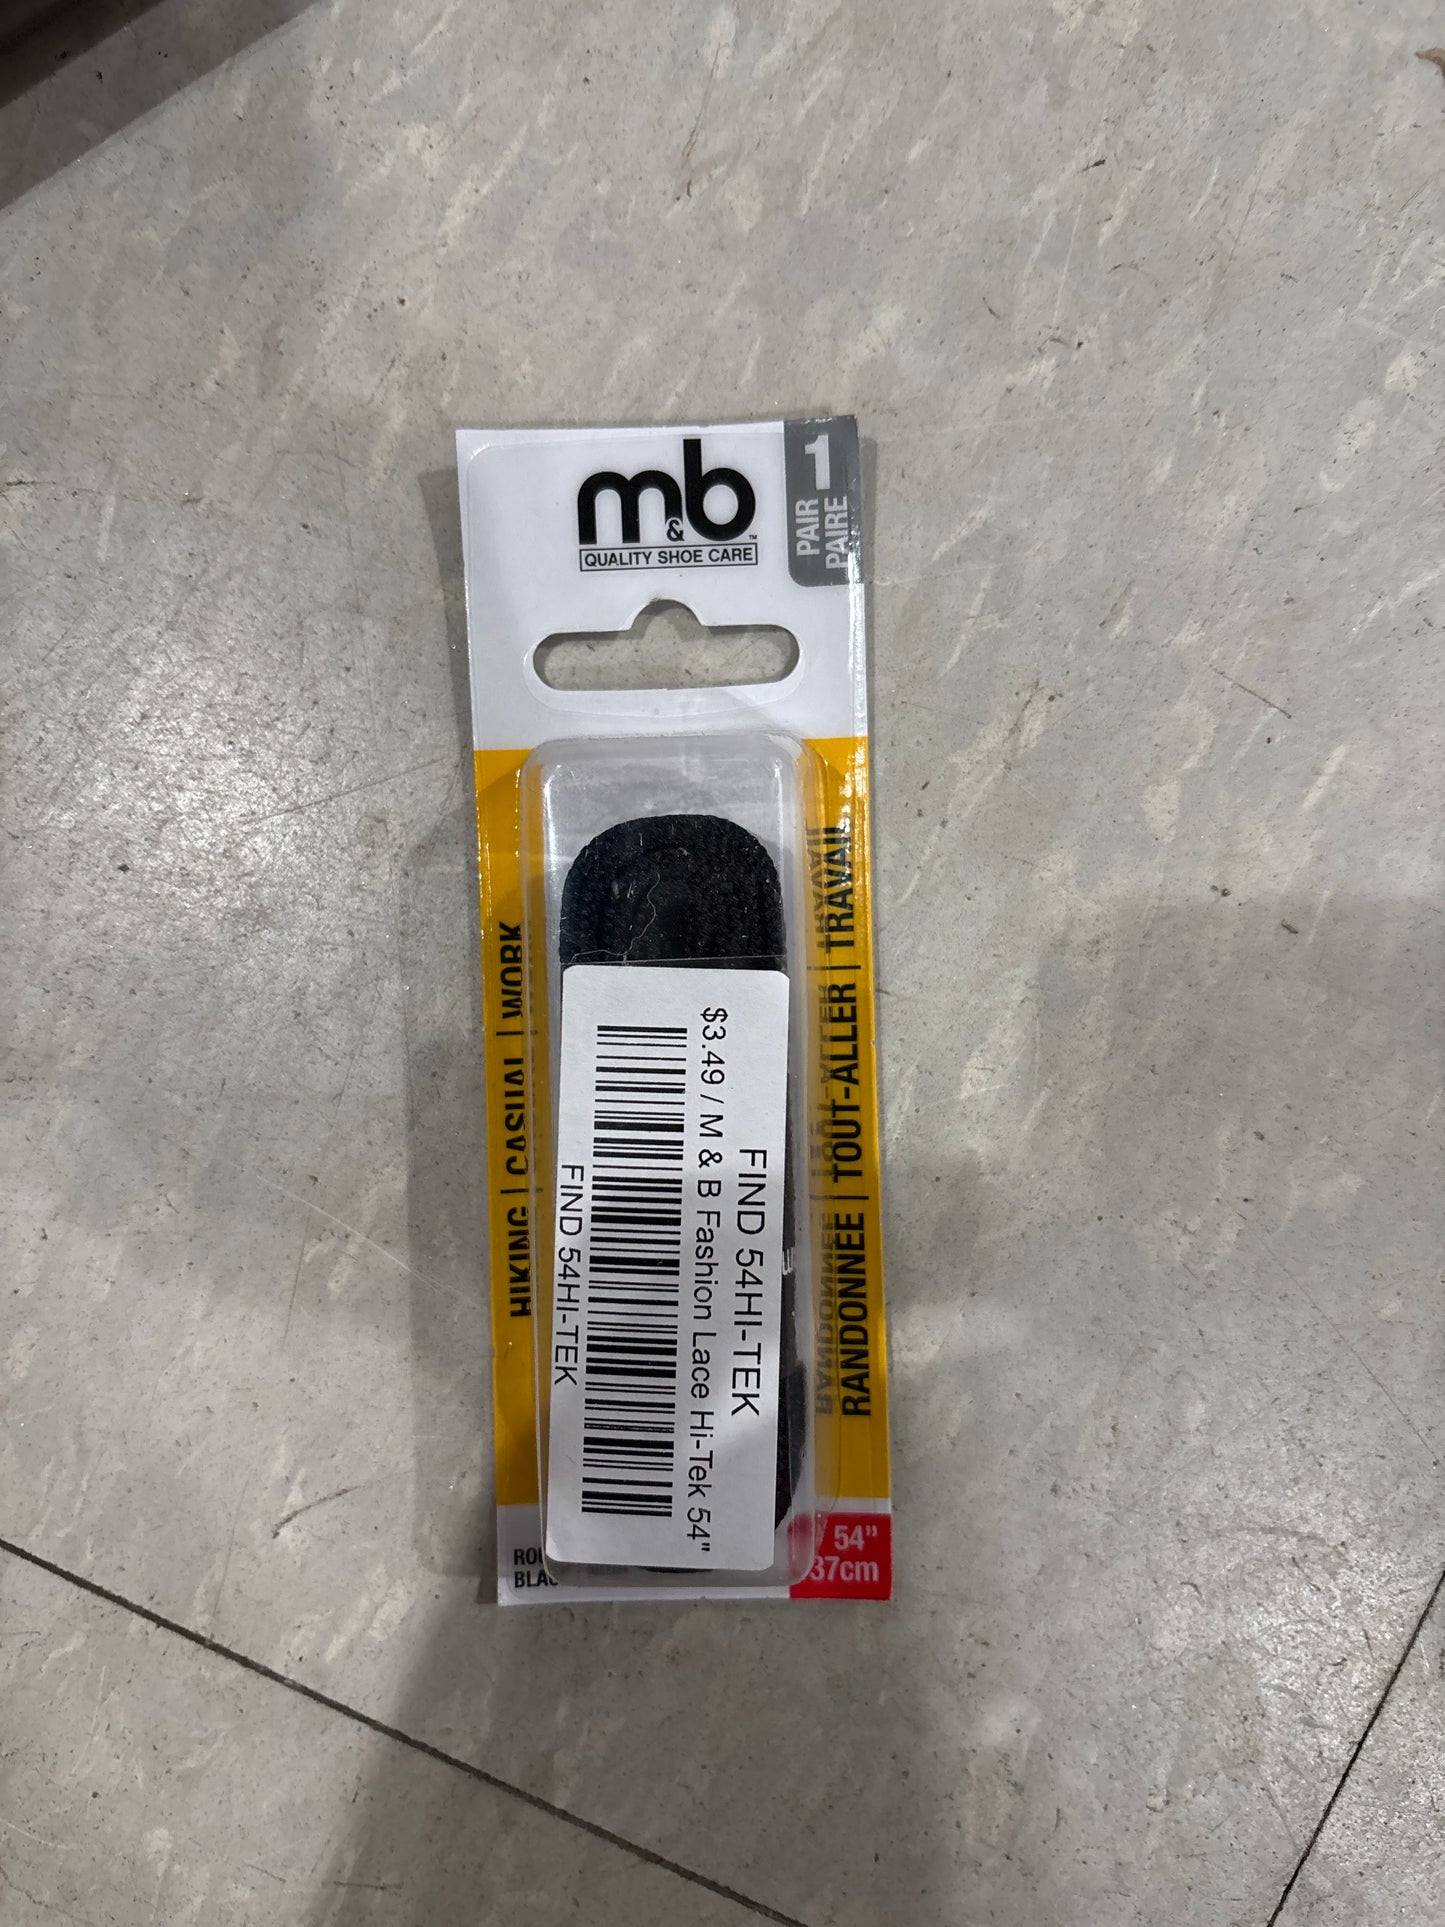 m&b™
QUALITY SHOE CARE
1
PAIR
PAIRE
HIKING | CASUAL | WORK
RANDONNEE | TOUT-ALLER | TRAVAIL
FIND 54HI-TEK
$3.49 / M & B Fashion Lace Hi-Tek 54"
FIND 54HI-TEK
54”
37cm